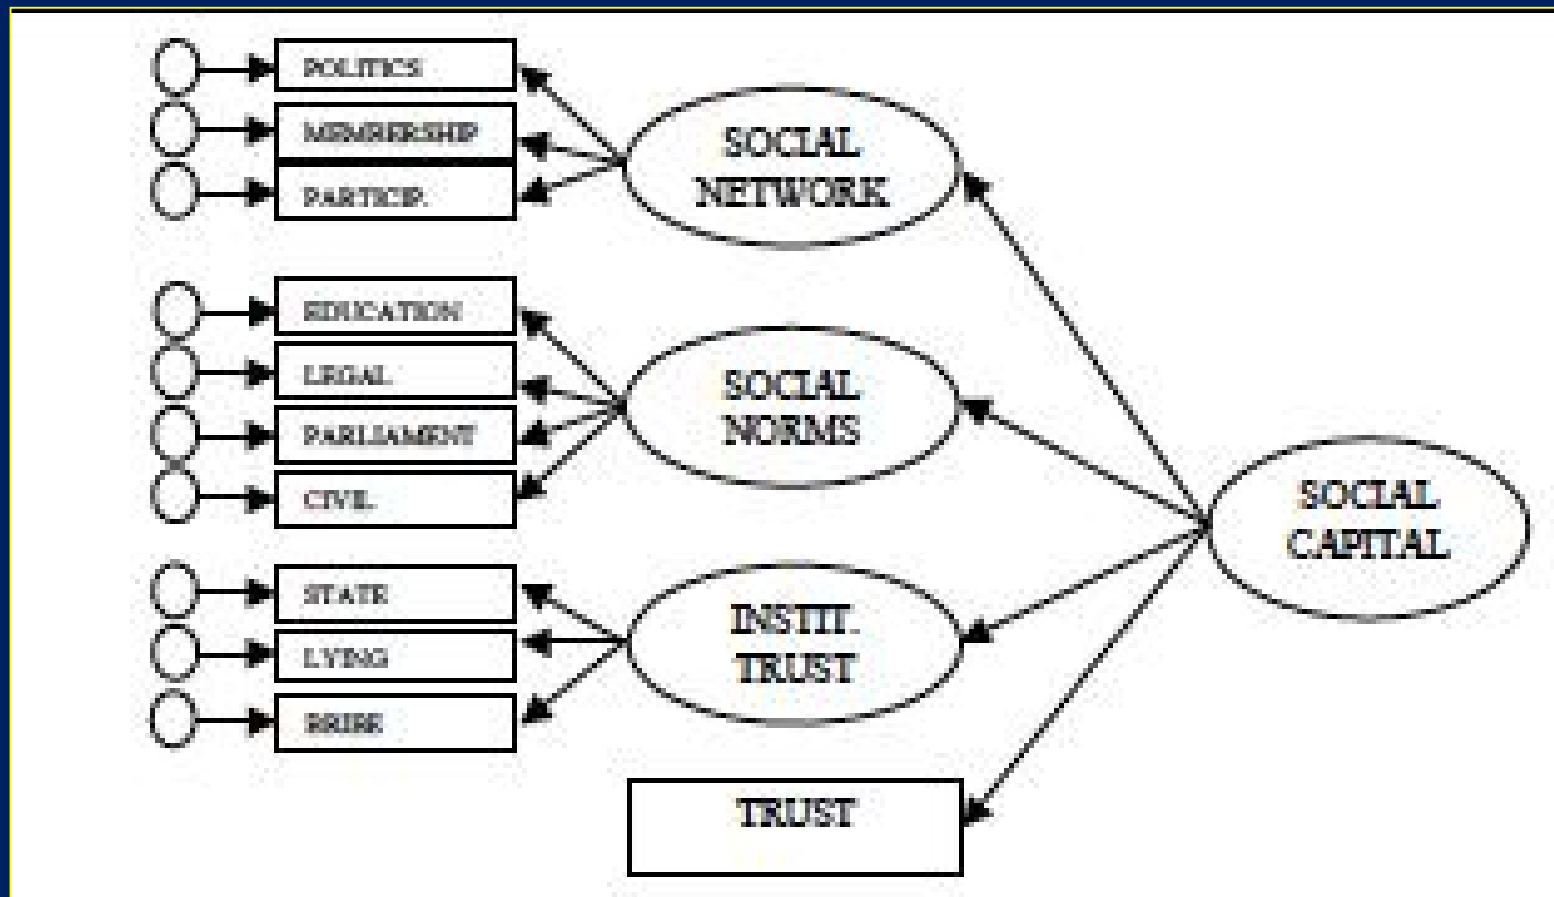 POLITICS
MEMBERSHIP
PARTICIP.
SOCIAL
NETWORK
EDUCATION
LEGAL
PARLIAMENT
CIVIL
SOCIAL
NORMS
STATE
LYING
BRIBE
INSTIT.
TRUST
TRUST
SOCIAL
CAPITAL